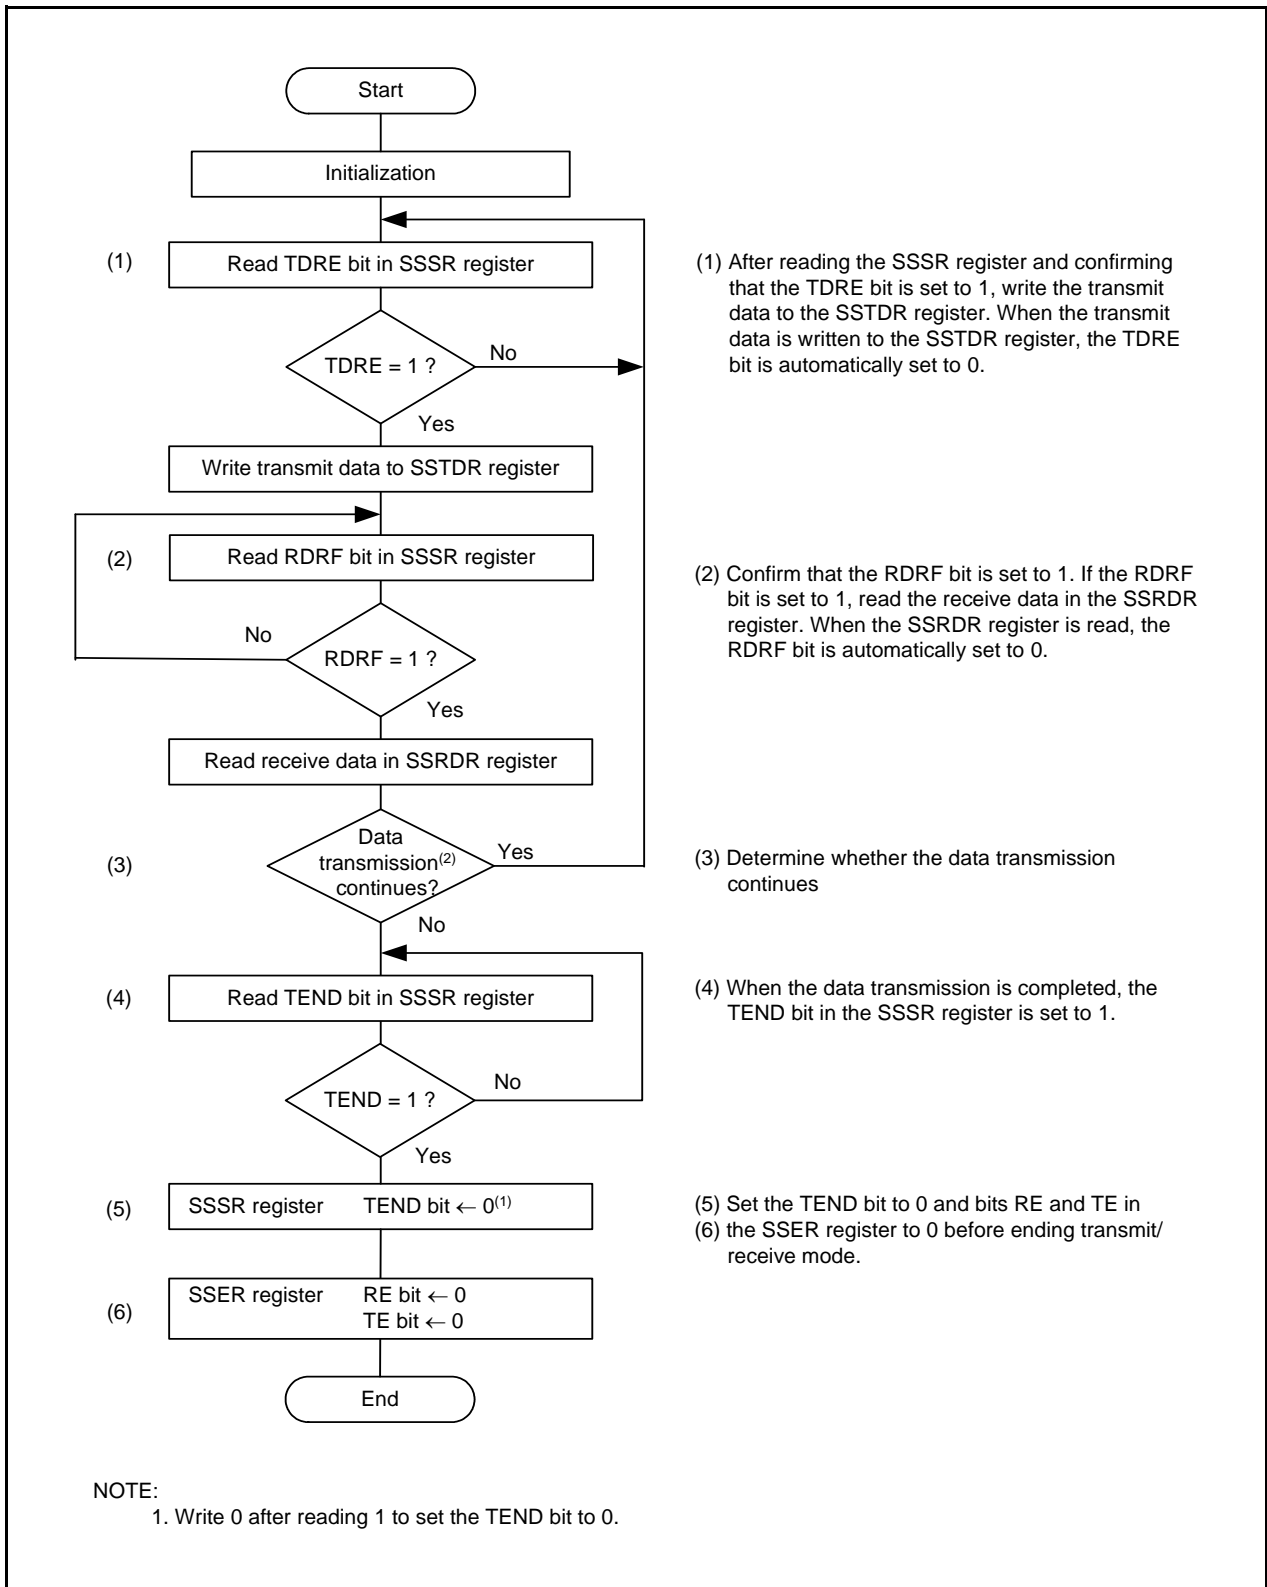 Start
Initialization
(1)
Read TDRE bit in SSSR register
TDRE = 1 ?
No
Yes
(1) After reading the SSSR register and confirming
that the TDRE bit is set to 1, write the transmit
data to the SSTDR register. When the transmit
data is written to the SSTDR register, the TDRE
bit is automatically set to 0.
Write transmit data to SSTDR register
(2)
Read RDRF bit in SSSR register
No
RDRF = 1 ?
Yes
(2) Confirm that the RDRF bit is set to 1. If the RDRF
bit is set to 1, read the receive data in the SSRDR
register. When the SSRDR register is read, the
RDRF bit is automatically set to 0.
Read receive data in SSRDR register
(3)
Data
transmission(2)
continues?
Yes
No
(3) Determine whether the data transmission
continues
(4)
Read TEND bit in SSSR register
TEND = 1 ?
No
Yes
(4) When the data transmission is completed, the
TEND bit in the SSSR register is set to 1.
(5)
SSSR register TEND bit ← 0(1)
(5) Set the TEND bit to 0 and bits RE and TE in
(6) the SSER register to 0 before ending transmit/
receive mode.
(6)
SSER register RE bit ← 0
TE bit ← 0
End
NOTE:
1. Write 0 after reading 1 to set the TEND bit to 0.